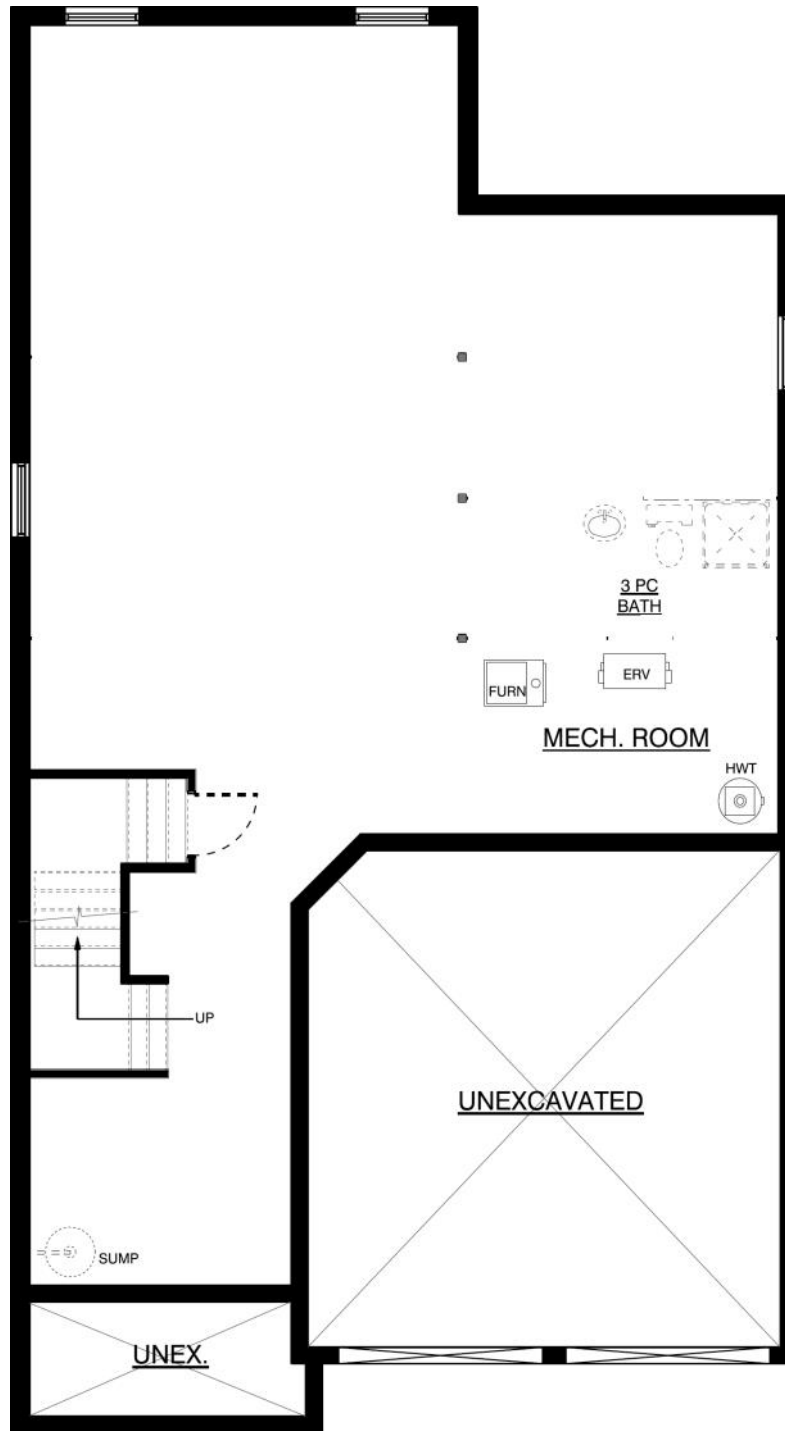 3 PC
BATH
FURN
ERV
MECH. ROOM
HWT
UP
UNEXCAVATED
SUMP
UNEX.